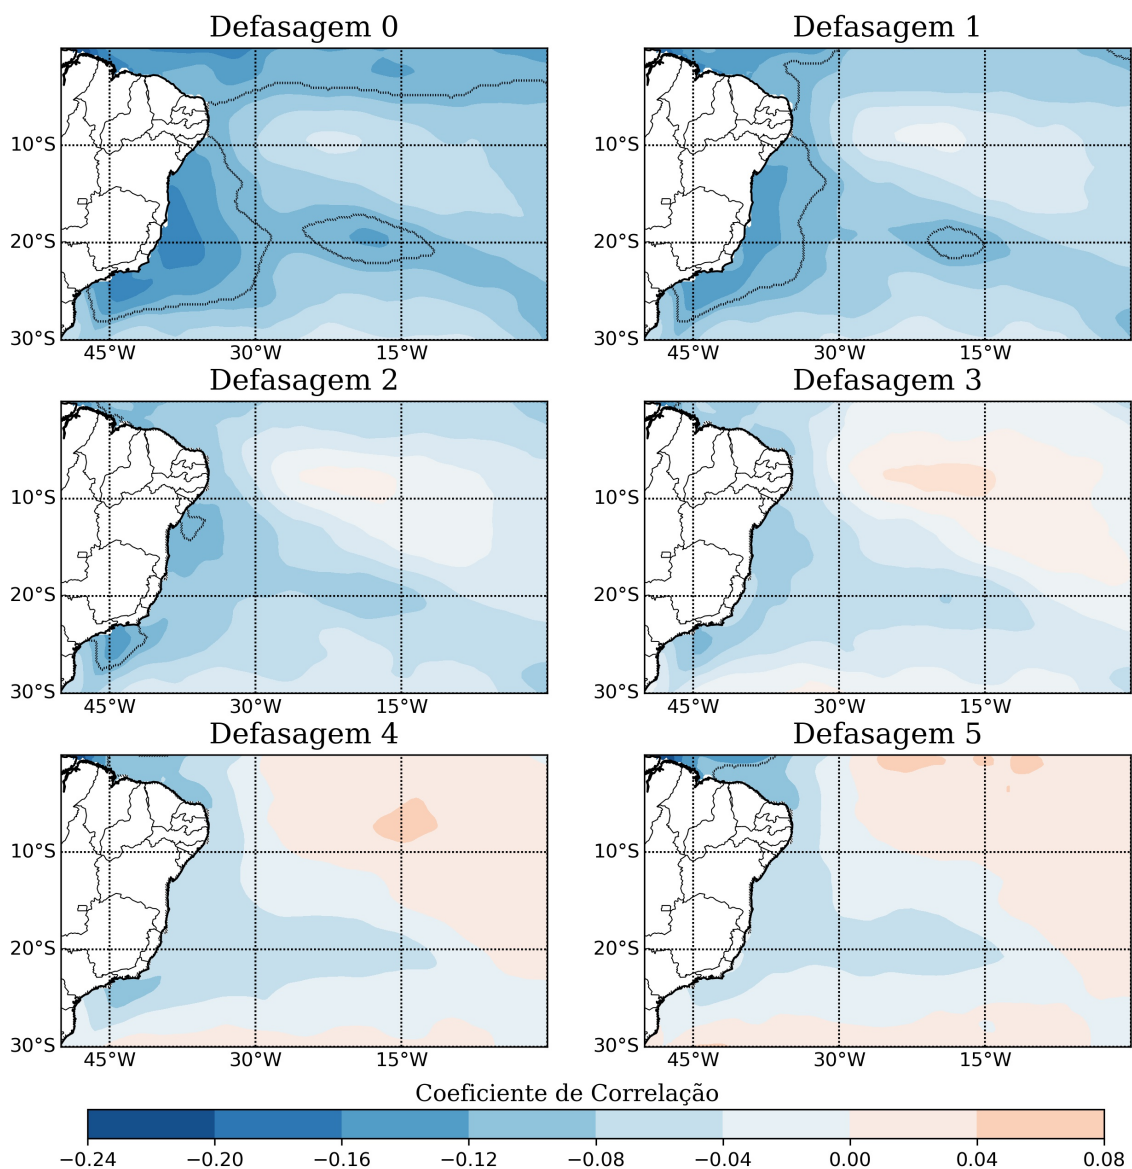 Defasagem 0
Defasagem 1
10°S
20°S
30°S
45°W
30°W
15°W
10°S
20°S
30°S
45°W
30°W
15°W
Defasagem 2
Defasagem 3
10°S
20°S
30°S
45°W
30°W
15°W
10°S
20°S
30°S
45°W
30°W
15°W
Defasagem 4
Defasagem 5
10°S
20°S
30°S
45°W
30°W
15°W
10°S
20°S
30°S
45°W
30°W
15°W
Coeficiente de Correlação
−0.24 −0.20 −0.16 −0.12 −0.08 −0.04 0.00 0.04 0.08